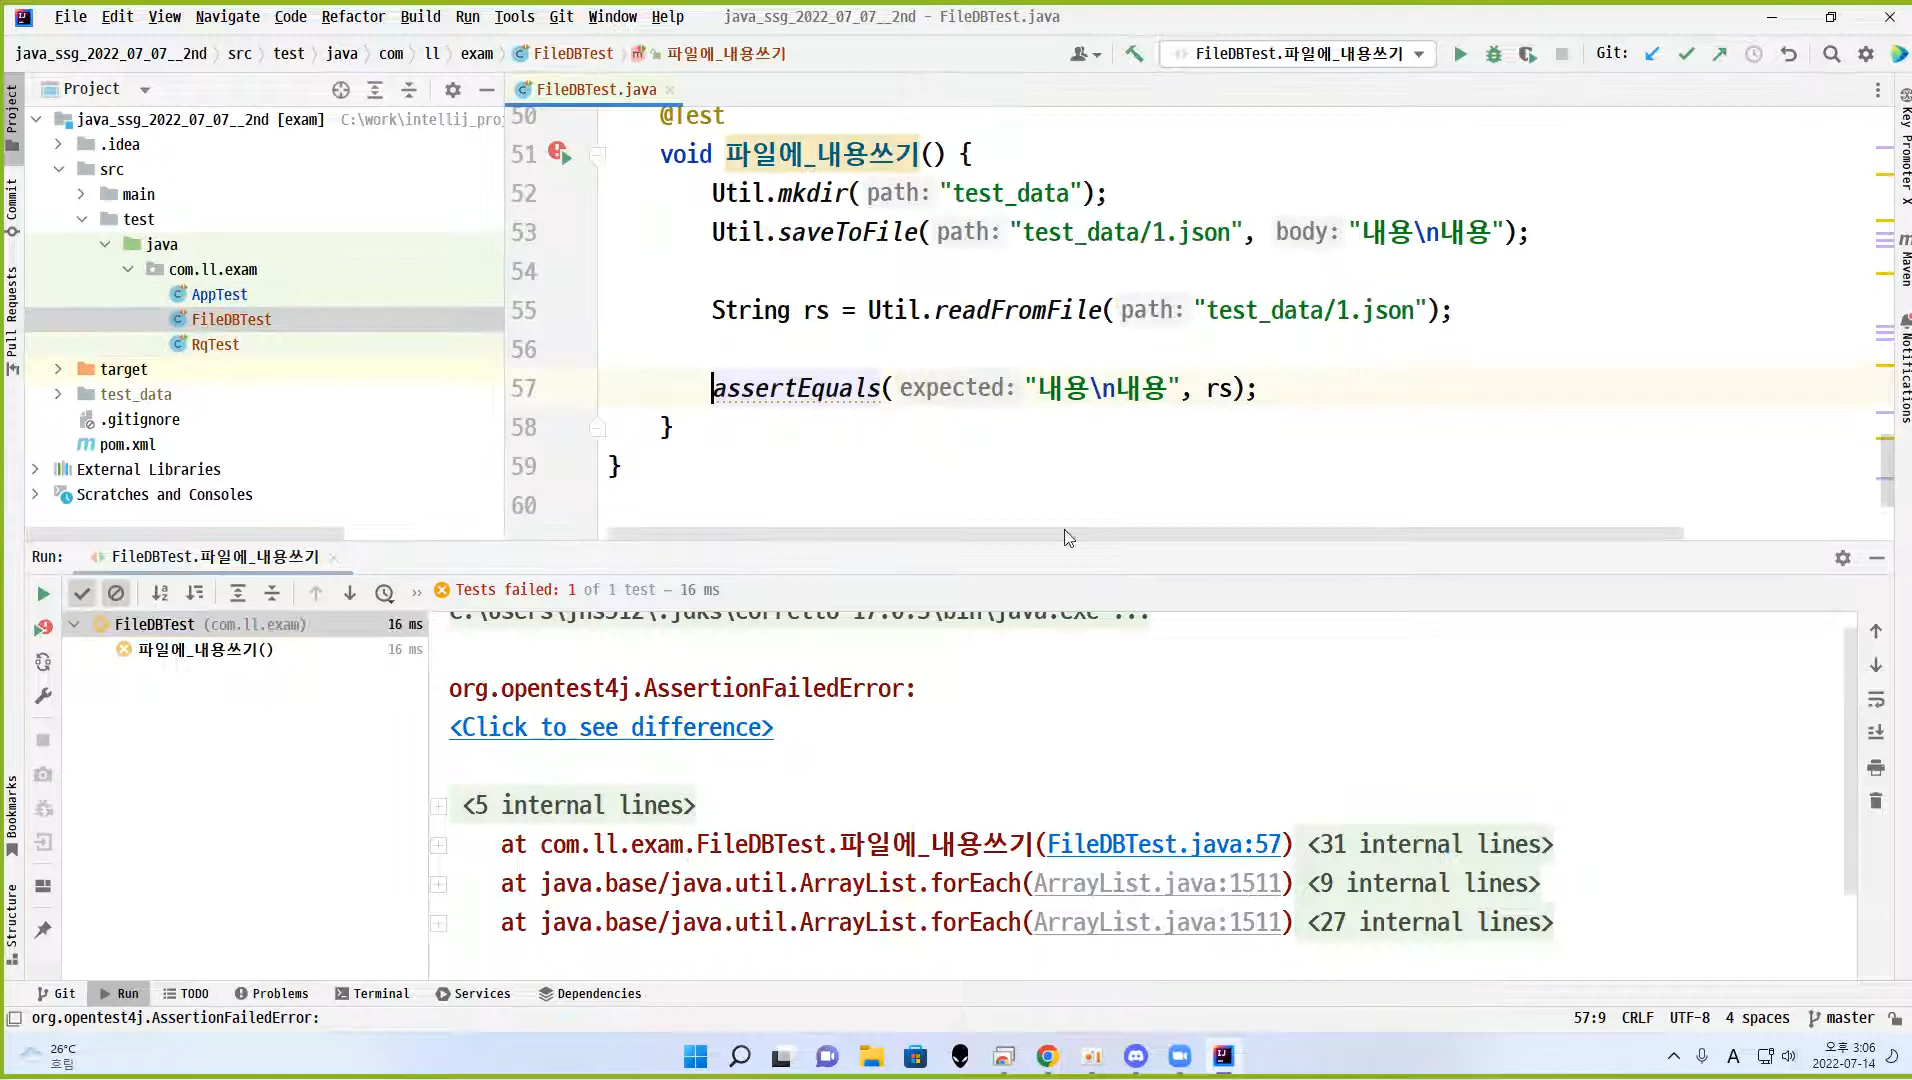 File Edit View Navigate Code Refactor Build Run Tools Git Window Help java_ssg_2022_07_07__2nd - FileDBTest.java
java_ssg_2022_07_07__2nd src test java com ll exam FileDBTest 파일에_내용쓰기 FileDBTest.파일에_내용쓰기 Git:
Project
FileDBTest.java
java_ssg_2022_07_07__2nd [exam] C:\work\intellij_pro
.idea
src
main
test
java
com.ll.exam
AppTest
FileDBTest
RqTest
target
test_data
.gitignore
pom.xml
External Libraries
Scratches and Consoles
50 @Test
51 void 파일에_내용쓰기() {
52 Util.mkdir( path: "test_data");
53 Util.saveToFile( path: "test_data/1.json", body: "내용\n내용");
54
55 String rs = Util.readFromFile( path: "test_data/1.json");
56
57 assertEquals( expected: "내용\n내용", rs);
58 }
59 }
60
Project
Commit
Pull Requests
Bookmarks
Structure
Key Promoter X
Maven
Notifications
Run: FileDBTest.파일에_내용쓰기
Tests failed: 1 of 1 test – 16 ms
FileDBTest (com.ll.exam) 16 ms
파일에_내용쓰기() 16 ms
org.opentest4j.AssertionFailedError:
<Click to see difference>
<5 internal lines>
at com.ll.exam.FileDBTest.파일에_내용쓰기(FileDBTest.java:57) <31 internal lines>
at java.base/java.util.ArrayList.forEach(ArrayList.java:1511) <9 internal lines>
at java.base/java.util.ArrayList.forEach(ArrayList.java:1511) <27 internal lines>
Git Run TODO Problems Terminal Services Dependencies
org.opentest4j.AssertionFailedError: 57:9 CRLF UTF-8 4 spaces master
26°C
흐림
A
오후 3:06
2022-07-14